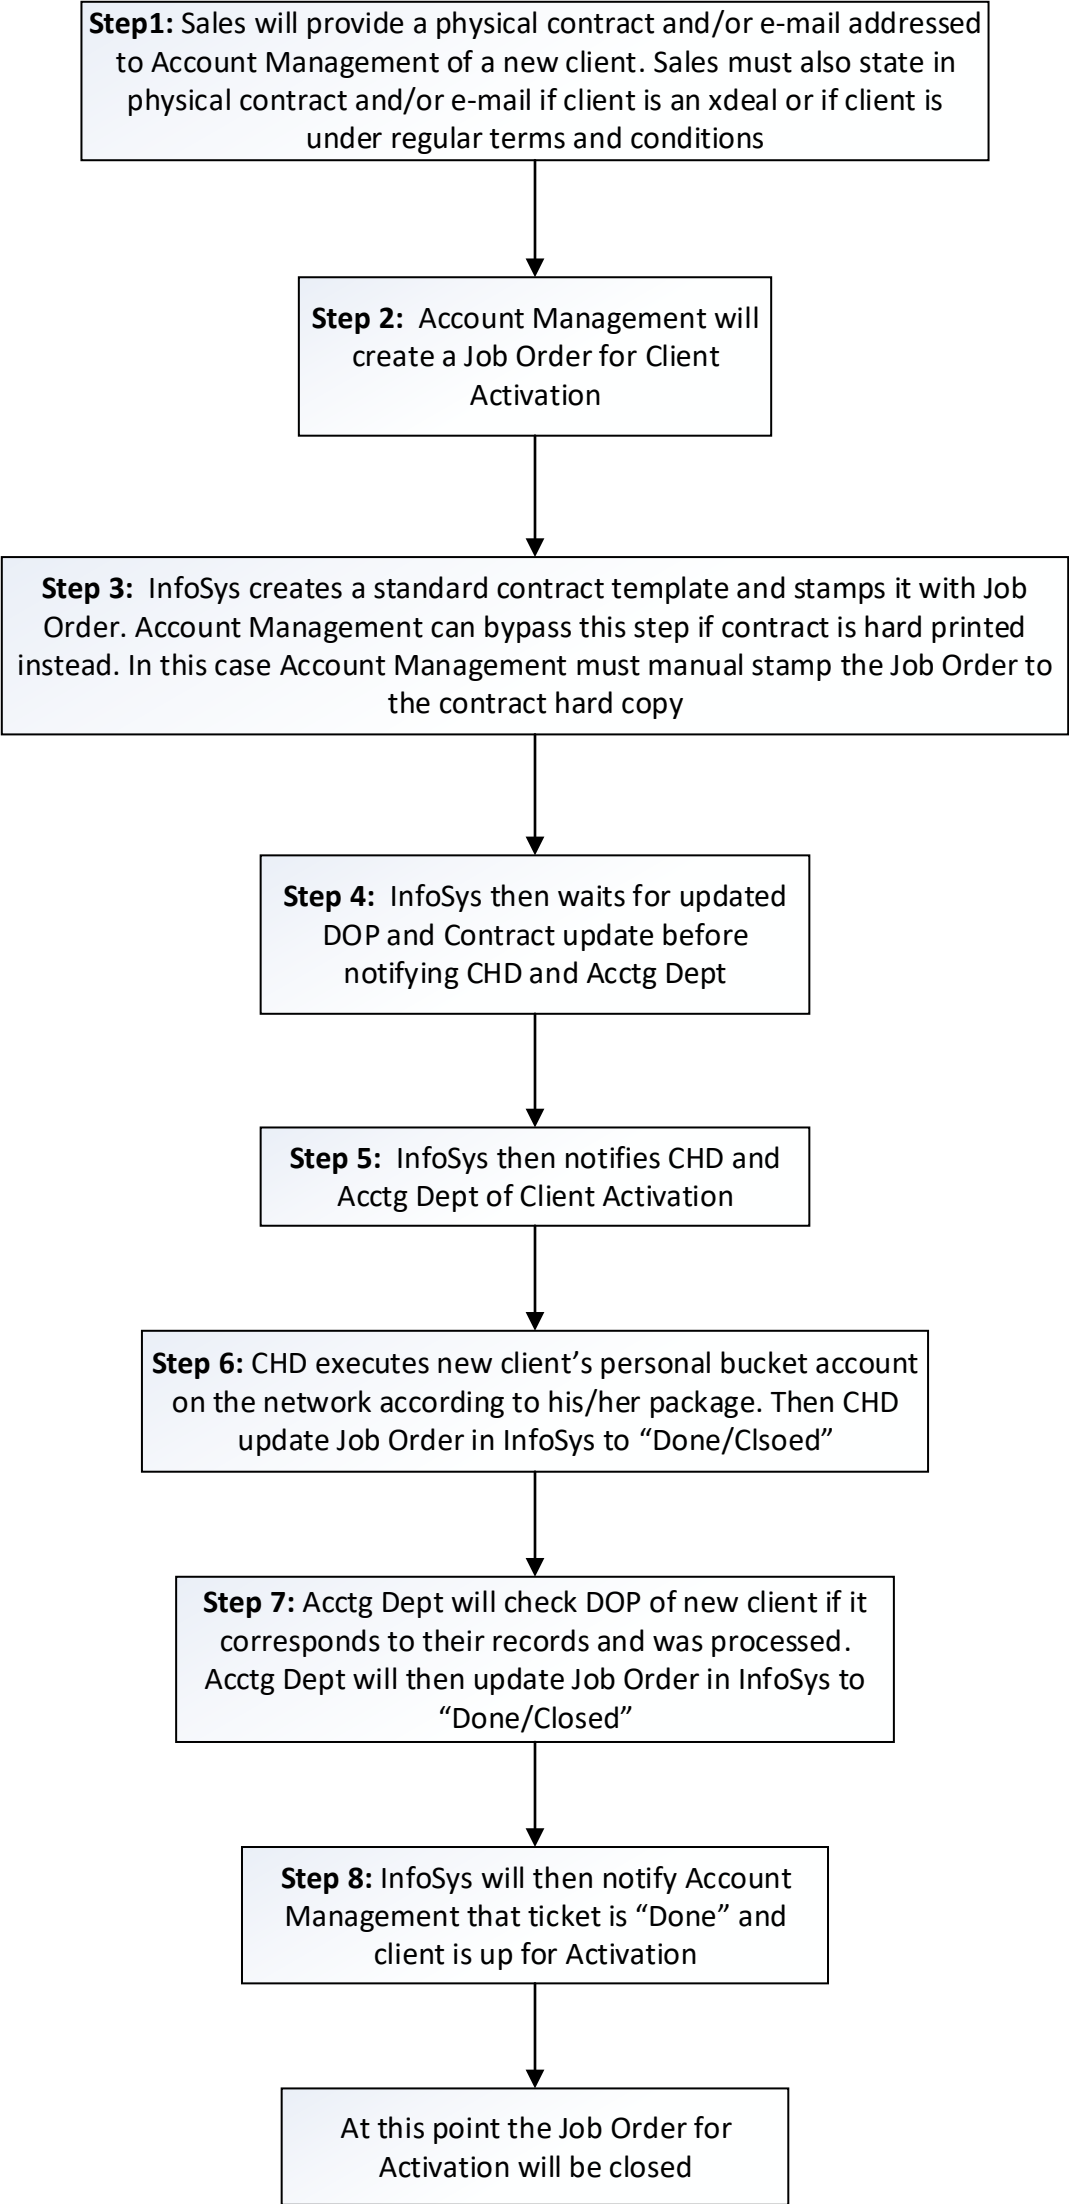 Step1: Sales will provide a physical contract and/or e-mail addressed
to Account Management of a new client. Sales must also state in
physical contract and/or e-mail if client is an xdeal or if client is
under regular terms and conditions
Step 2: Account Management will
create a Job Order for Client
Activation
Step 3: InfoSys creates a standard contract template and stamps it with Job
Order. Account Management can bypass this step if contract is hard printed
instead. In this case Account Management must manual stamp the Job Order to
the contract hard copy
Step 4: InfoSys then waits for updated
DOP and Contract update before
notifying CHD and Acctg Dept
Step 5: InfoSys then notifies CHD and
Acctg Dept of Client Activation
Step 6: CHD executes new client’s personal bucket account
on the network according to his/her package. Then CHD
update Job Order in InfoSys to “Done/Clsoed”
Step 7: Acctg Dept will check DOP of new client if it
corresponds to their records and was processed.
Acctg Dept will then update Job Order in InfoSys to
“Done/Closed”
Step 8: InfoSys will then notify Account
Management that ticket is “Done” and
client is up for Activation
At this point the Job Order for
Activation will be closed